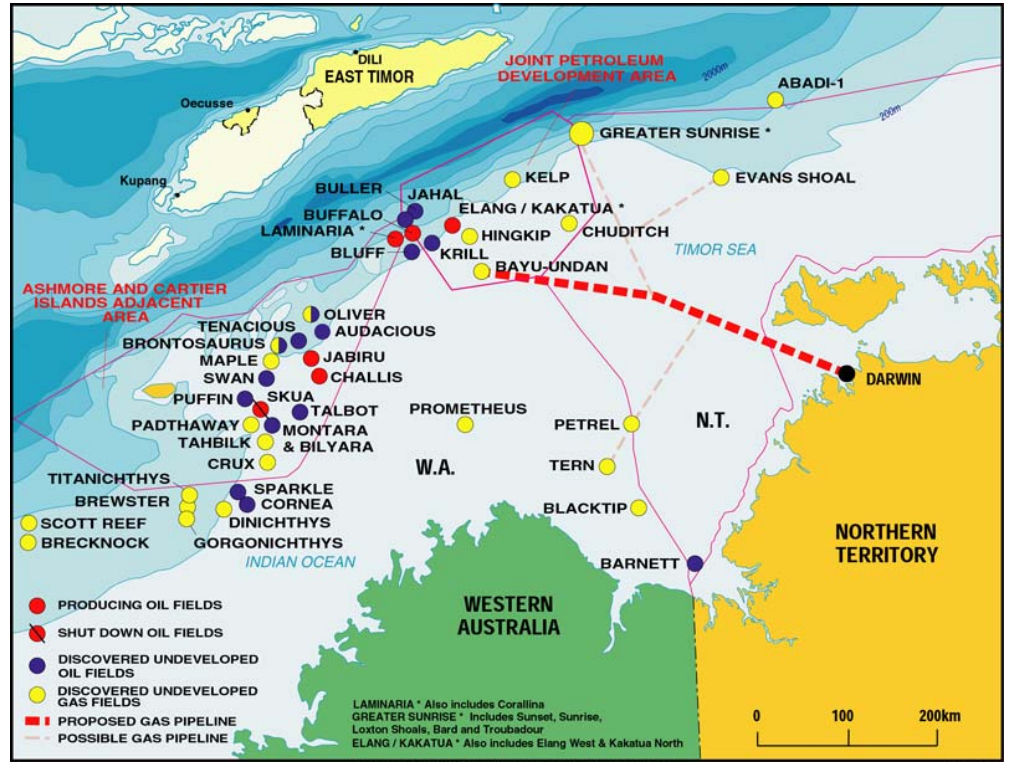 DILI
EAST TIMOR
JOINT PETROLEUM
DEVELOPMENT AREA
2000m
ABADI-1
200m
Oecusse
GREATER SUNRISE *
Kupang
KELP
EVANS SHOAL
BULLER
JAHAL
BUFFALO
ELANG / KAKATUA *
LAMINARIA *
HINGKIP
CHUDITCH
BLUFF
KRILL
TIMOR SEA
BAYU-UNDAN
ASHMORE AND CARTIER
ISLANDS ADJACENT
AREA
OLIVER
TENACIOUS
AUDACIOUS
BRONTOSAURUS
MAPLE
JABIRU
SWAN
CHALLIS
DARWIN
PUFFIN
SKUA
TALBOT
PROMETHEUS
PADTHAWAY
MONTARA
& BILYARA
PETREL
N.T.
TAHBILK
CRUX
W.A.
TERN
TITANICHTHYS
SPARKLE
BREWSTER
CORNEA
BLACKTIP
SCOTT REEF
DINICHTHYS
BRECKNOCK
GORGONICHTHYS
NORTHERN
TERRITORY
INDIAN OCEAN
BARNETT
WESTERN
AUSTRALIA
PRODUCING OIL FIELDS
SHUT DOWN OIL FIELDS
DISCOVERED UNDEVELOPED
OIL FIELDS
DISCOVERED UNDEVELOPED
GAS FIELDS
PROPOSED GAS PIPELINE
POSSIBLE GAS PIPELINE
LAMINARIA * Also includes Corallina
GREATER SUNRISE * Includes Sunset, Sunrise,
Loxton Shoals, Bard and Troubadour
ELANG / KAKATUA * Also includes Elang West & Kakatua North
0 100 200km